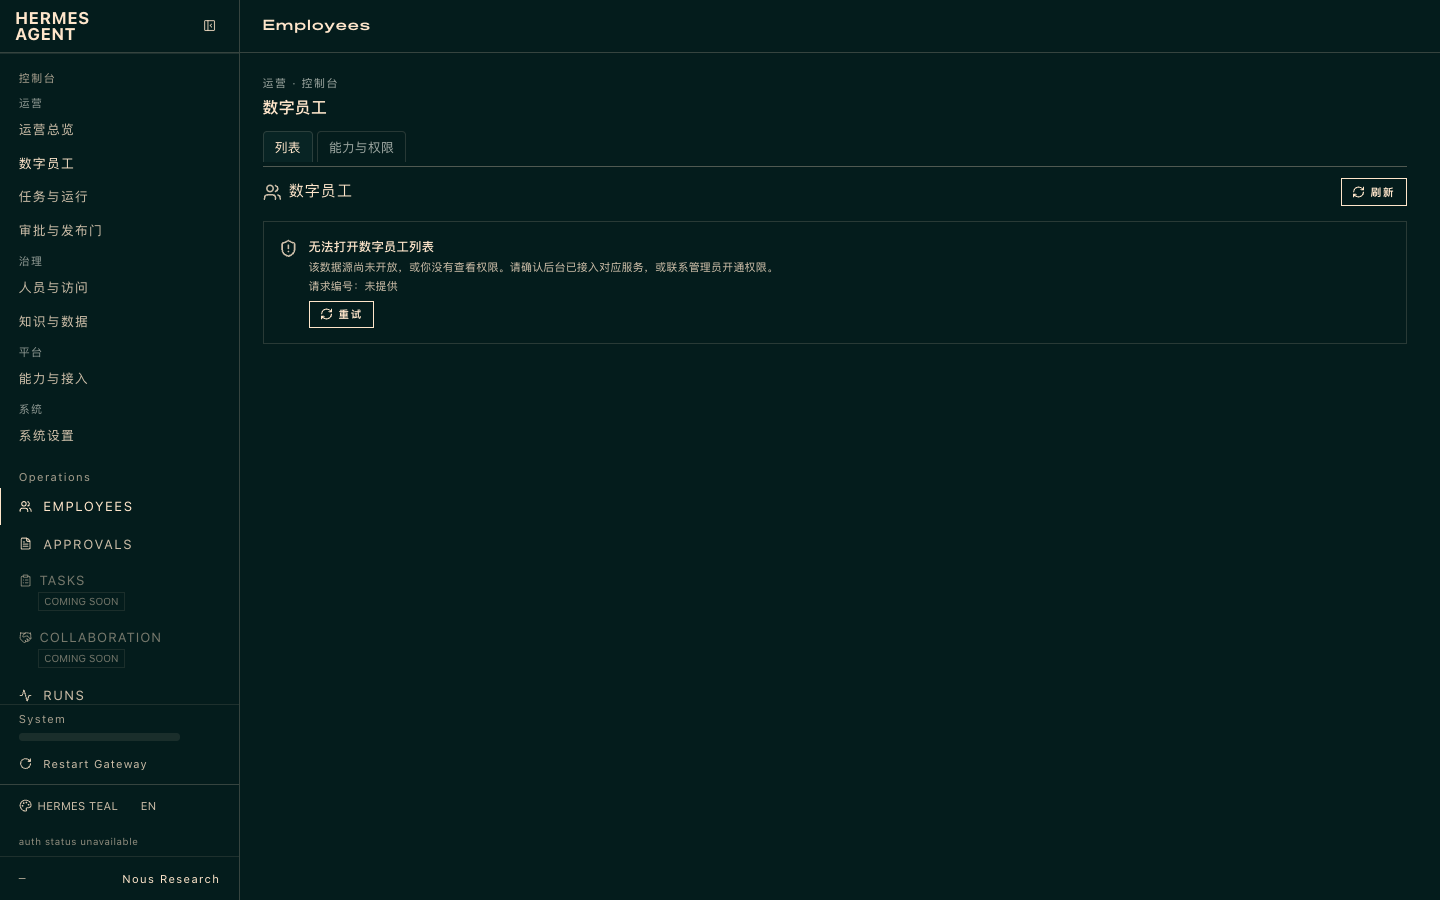 HERMES
AGENT
控制台
运营
运营总览
数字员工
任务与运行
审批与发布门
治理
人员与访问
知识与数据
平台
能力与接入
系统
系统设置
Operations
EMPLOYEES
APPROVALS
TASKS
COMING SOON
COLLABORATION
COMING SOON
RUNS
System
Restart Gateway
HERMES TEAL EN
auth status unavailable
— Nous Research
Employees
运营 · 控制台
数字员工
列表 能力与权限
数字员工
刷新
无法打开数字员工列表
该数据源尚未开放，或你没有查看权限。请确认后台已接入对应服务，或联系管理员开通权限。
请求编号：未提供
重试